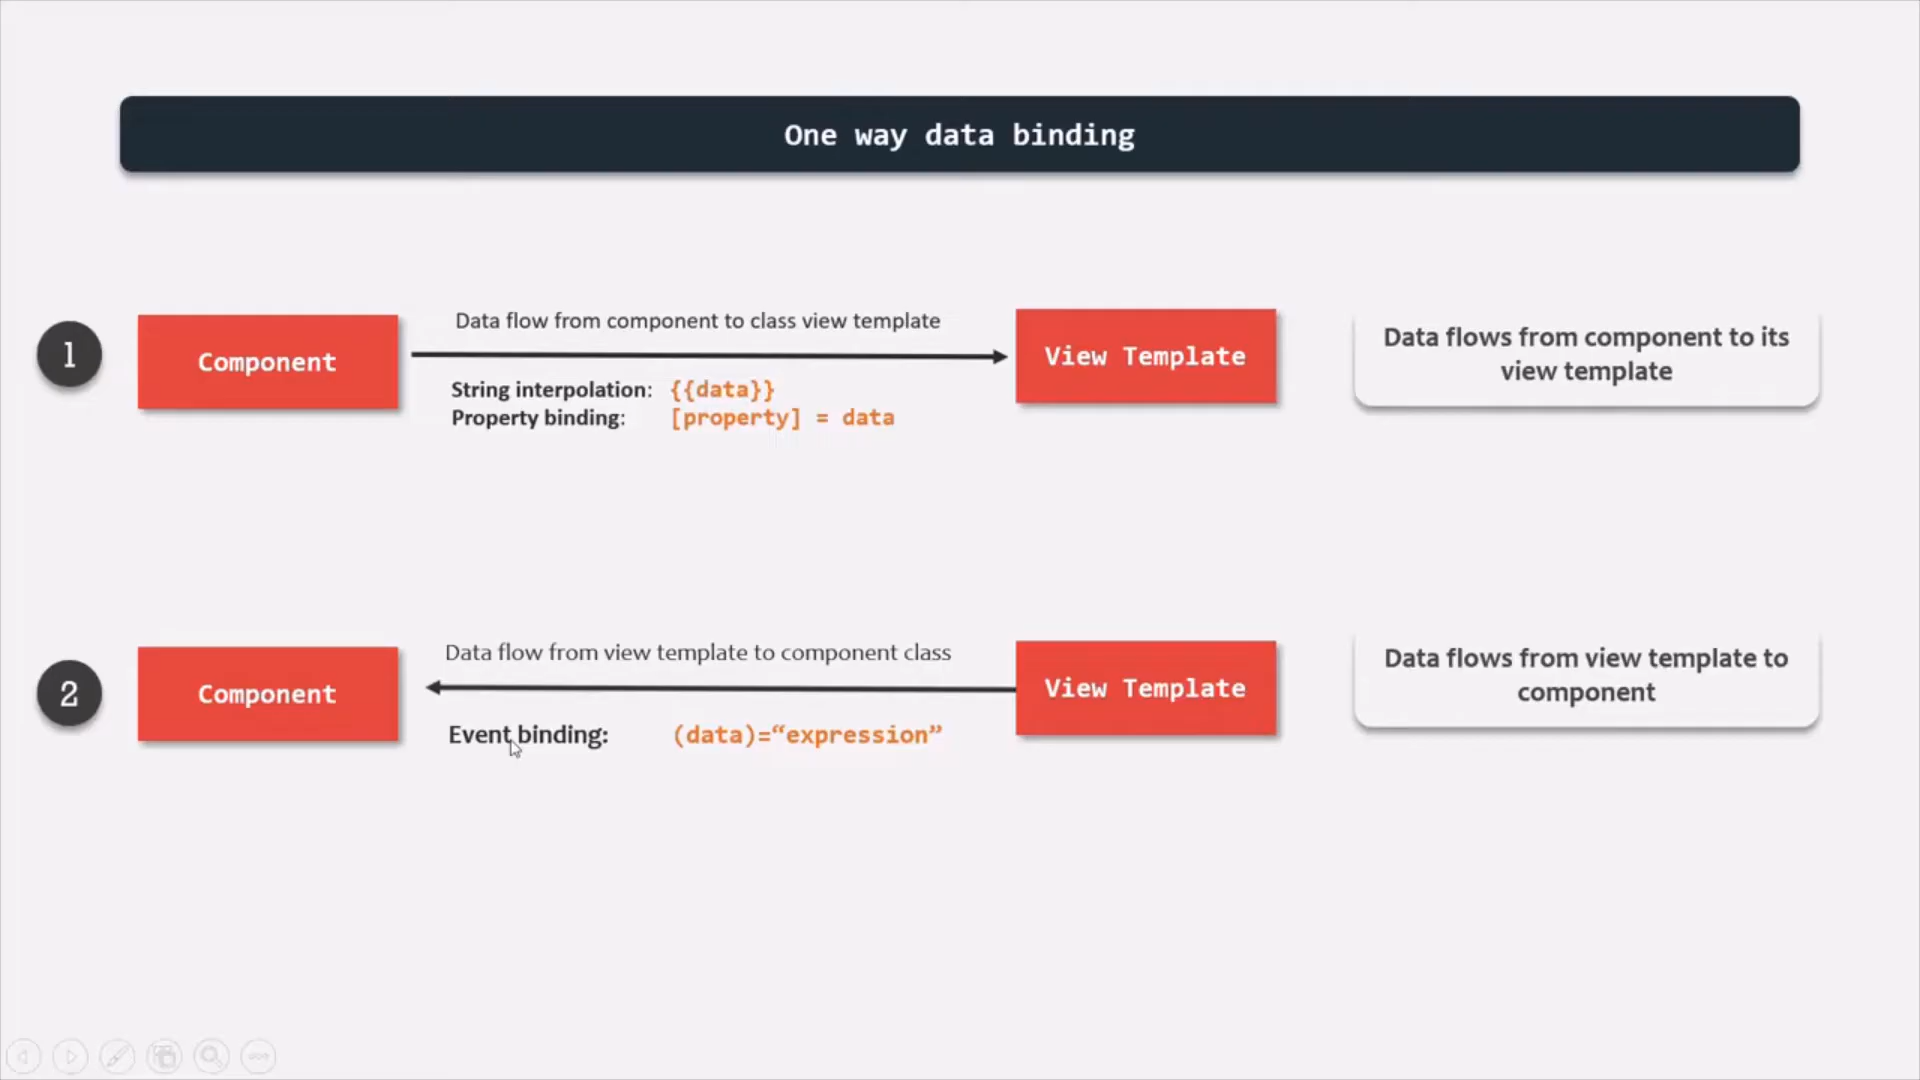 One way data binding
1
Component
Data flow from component to class view template
String interpolation: {{data}}
Property binding: [property] = data
View Template
Data flows from component to its
view template
2
Component
Data flow from view template to component class
Event binding: (data)=“expression”
View Template
Data flows from view template to
component